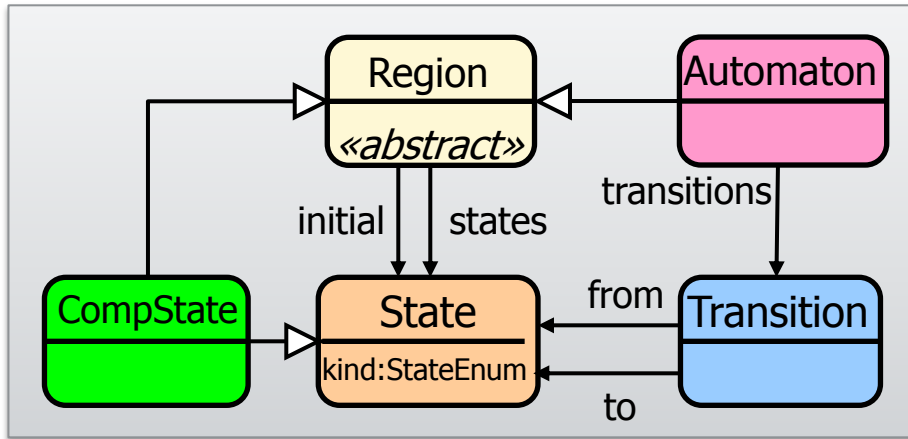 Region
«abstract»
Automaton
initial
states
transitions
CompState
State
kind:StateEnum
from
to
Transition